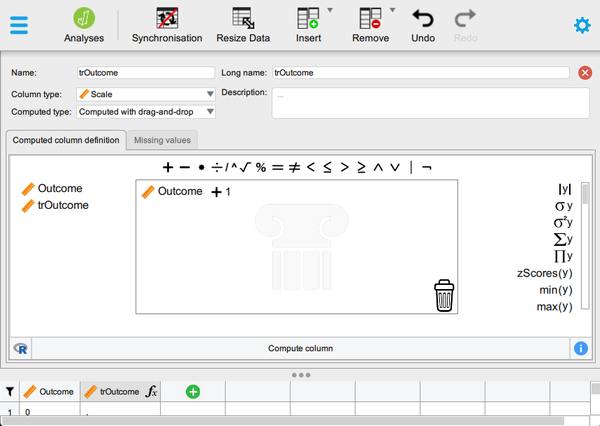 Analyses Synchronisation Resize Data Insert Remove Undo Redo
Name: trOutcome Long name: trOutcome
Column type: Scale Description: ...
Computed type: Computed with drag-and-drop
Computed column definition Missing values
+ − • ÷ / ^ √ % = ≠ < ≤ > ≥ ∧ ∨ | ¬
Outcome Outcome + 1 |y|
trOutcome σy
σ²y
∑y
∏y
zScores(y)
min(y)
max(y)
R Compute column i
Outcome trOutcome fx
1 0 .